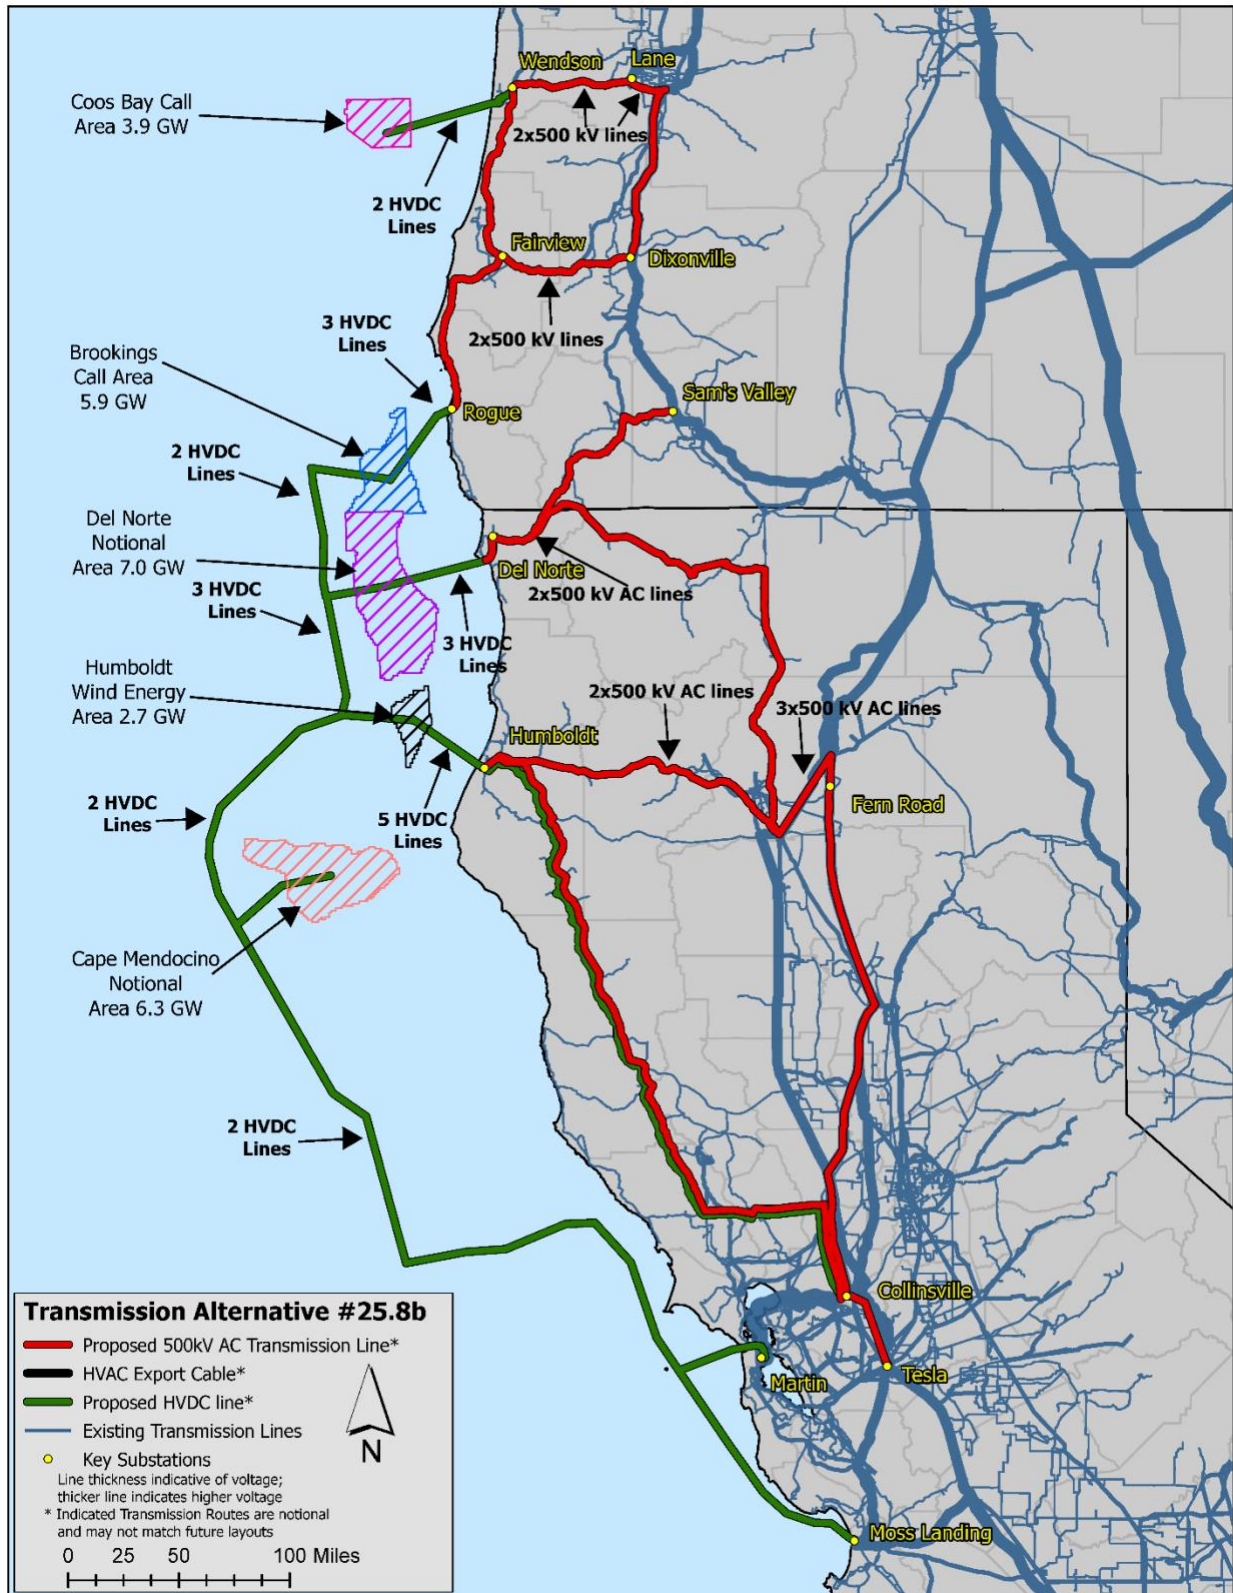 Wendson
Lane
Coos Bay Call
Area 3.9 GW
2x500 kV lines
2 HVDC
Lines
Fairview
Dixonville
3 HVDC
Lines
2x500 kV lines
Brookings
Call Area
5.9 GW
Sam's Valley
Rogue
2 HVDC
Lines
Del Norte
Notional
Area 7.0 GW
Del Norte
3 HVDC
Lines
2x500 kV AC lines
3 HVDC
Lines
Humboldt
Wind Energy
Area 2.7 GW
2x500 kV AC lines
3x500 kV AC lines
Humboldt
Fern Road
2 HVDC
Lines
5 HVDC
Lines
Cape Mendocino
Notional
Area 6.3 GW
2 HVDC
Lines
Collinsville
Tesla
Martin
Moss Landing
Transmission Alternative #25.8b
Proposed 500kV AC Transmission Line*
HVAC Export Cable*
Proposed HVDC line*
Existing Transmission Lines
Key Substations
Line thickness indicative of voltage;
thicker line indicates higher voltage
* Indicated Transmission Routes are notional
and may not match future layouts
N
0 25 50 100 Miles